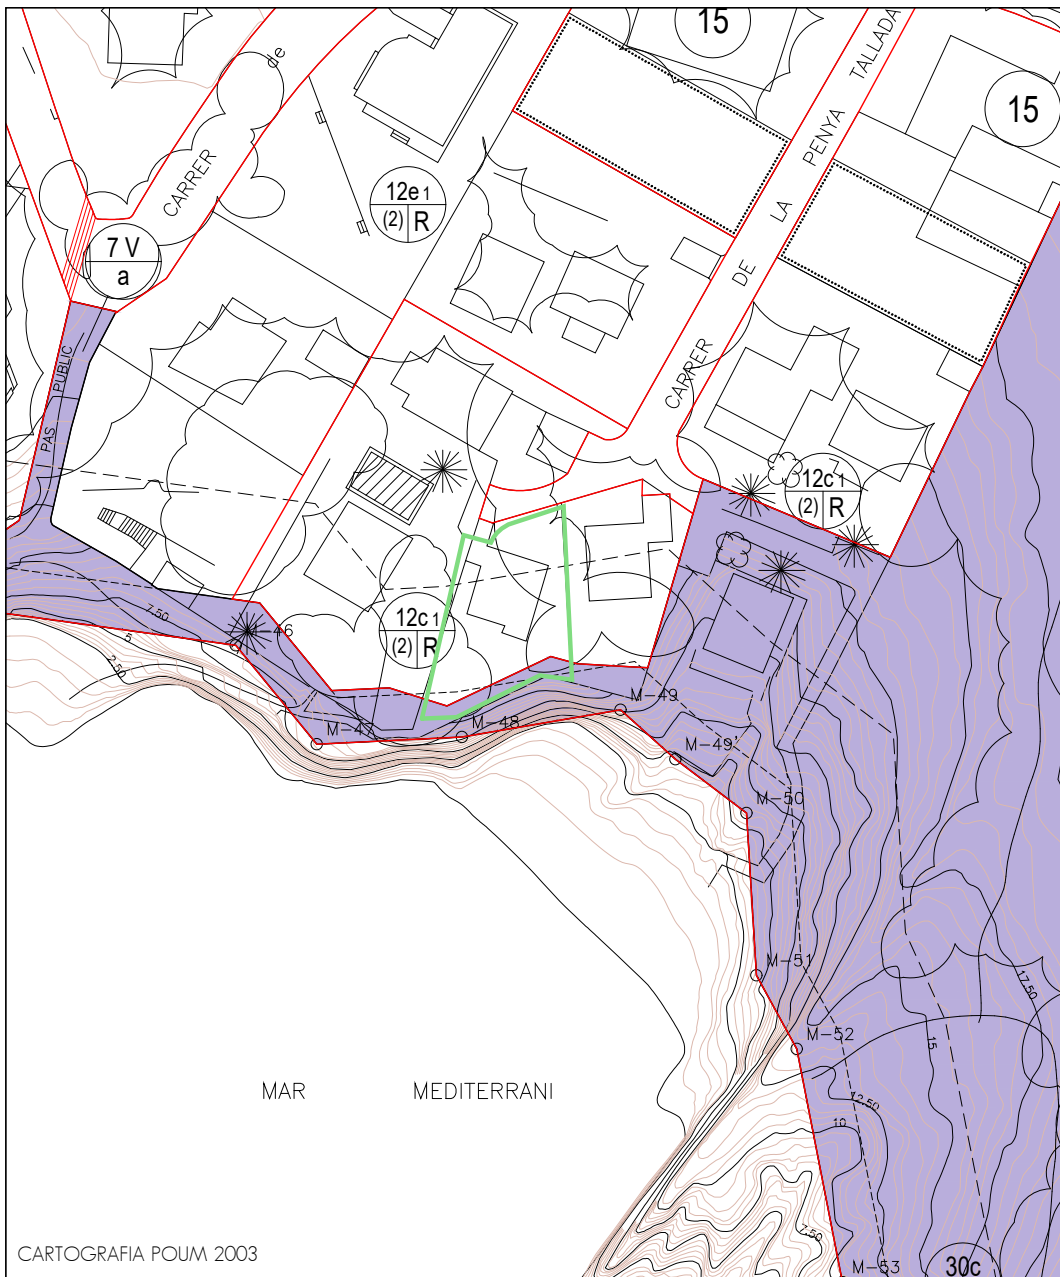 15
15
CARRER
de
CARRER DE LA PENYA TALLADA
12e1
(2) R
7 V
a
PAS PUBLIC
12c1
(2) R
12c1
(2) R
7.50
5
2.50
M-46
M-47
M-48
M-49
M-49'
M-50
M-51
M-52
17.50
15
12.50
10
7.50
MAR MEDITERRANI
CARTOGRAFIA POUM 2003
M-53
30c